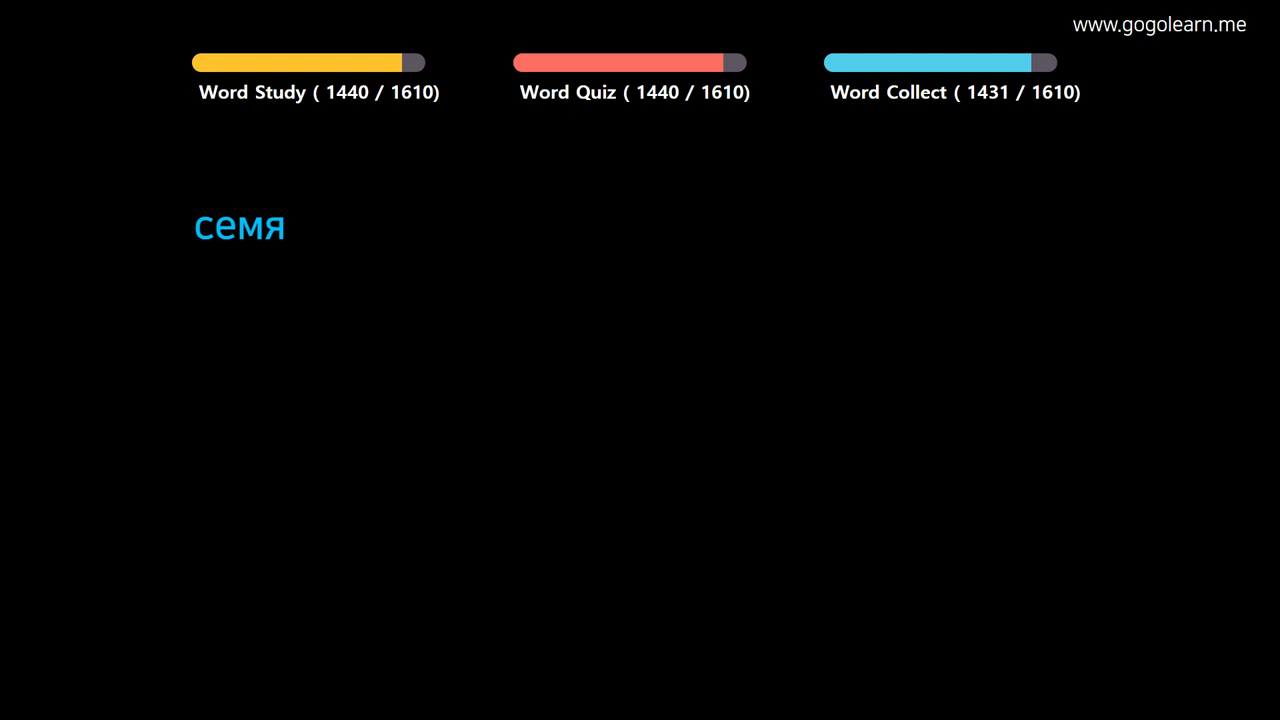 www.gogolearn.me
Word Study ( 1440 / 1610)
Word Quiz ( 1440 / 1610)
Word Collect ( 1431 / 1610)
семя